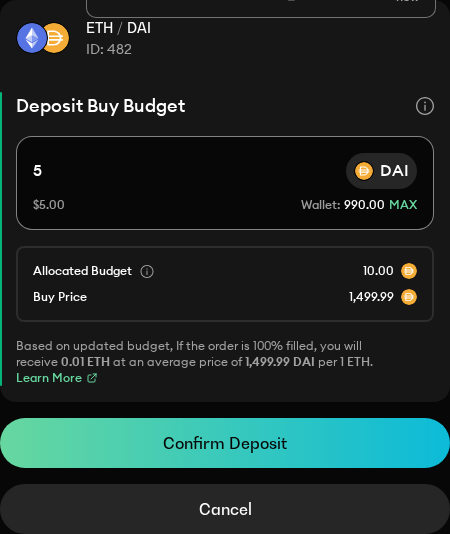 ETH / DAI
ID: 482
Deposit Buy Budget
5
DAI
$5.00
Wallet: 990.00 MAX
Allocated Budget
10.00
Buy Price
1,499.99
Based on updated budget, If the order is 100% filled, you will
receive 0.01 ETH at an average price of 1,499.99 DAI per 1 ETH.
Learn More
Confirm Deposit
Cancel